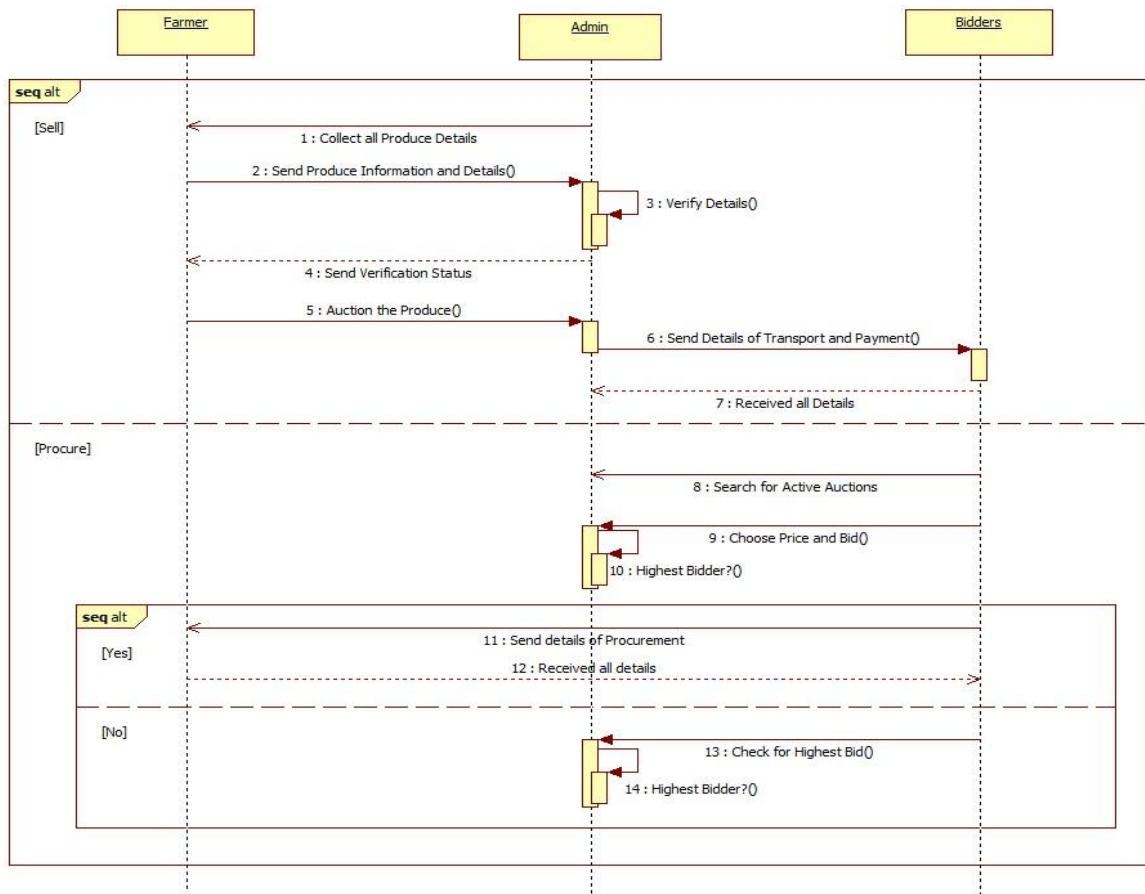 Farmer
Admin
Bidders
seq alt
[Sell]
1 : Collect all Produce Details
2 : Send Produce Information and Details()
3 : Verify Details()
4 : Send Verification Status
5 : Auction the Produce()
6 : Send Details of Transport and Payment()
7 : Received all Details
[Procure]
8 : Search for Active Auctions
9 : Choose Price and Bid()
10 : Highest Bidder?()
seq alt
11 : Send details of Procurement
[Yes]
12 : Received all details
[No]
13 : Check for Highest Bid()
14 : Highest Bidder?()